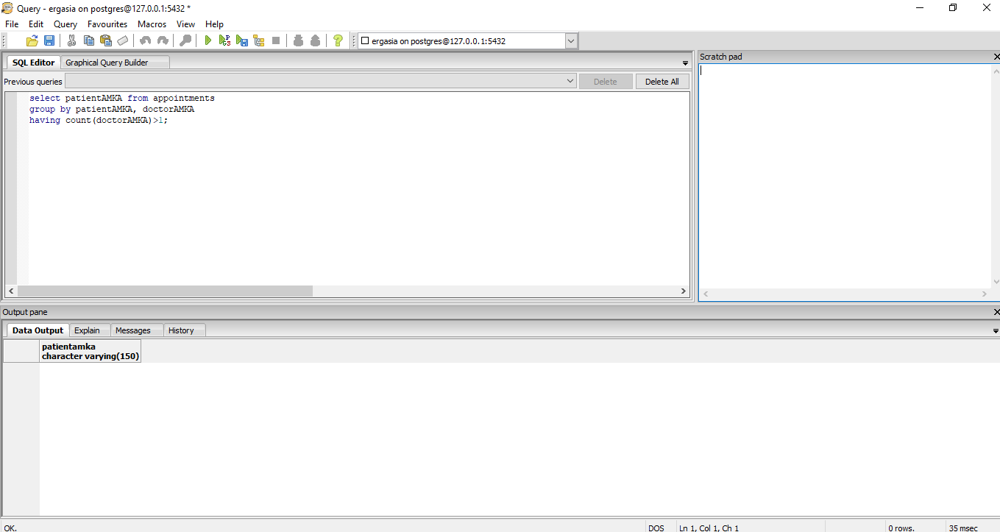 Query - ergasia on postgres@127.0.0.1:5432 *
File Edit Query Favourites Macros View Help
ergasia on postgres@127.0.0.1:5432
SQL Editor Graphical Query Builder
Previous queries Delete Delete All
select patientAMKA from appointments
group by patientAMKA, doctorAMKA
having count(doctorAMKA)>1;
Scratch pad
Output pane
Data Output Explain Messages History
patientamka
character varying(150)
OK. DOS Ln 1, Col 1, Ch 1 0 rows. 35 msec